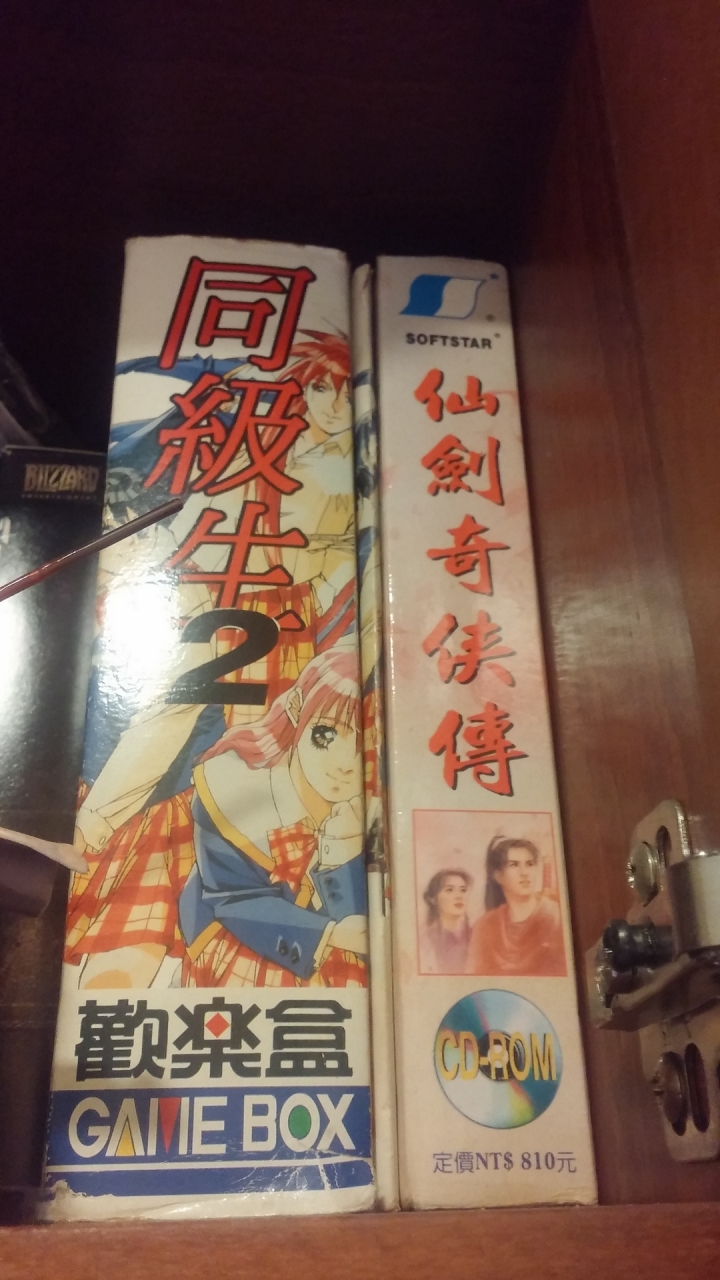 BLIZZARD
ENTERTAINMENT
同級生2
歡楽盒
GAME BOX
SOFTSTAR
仙劍奇俠傳
CD-ROM
定價NT$ 810元